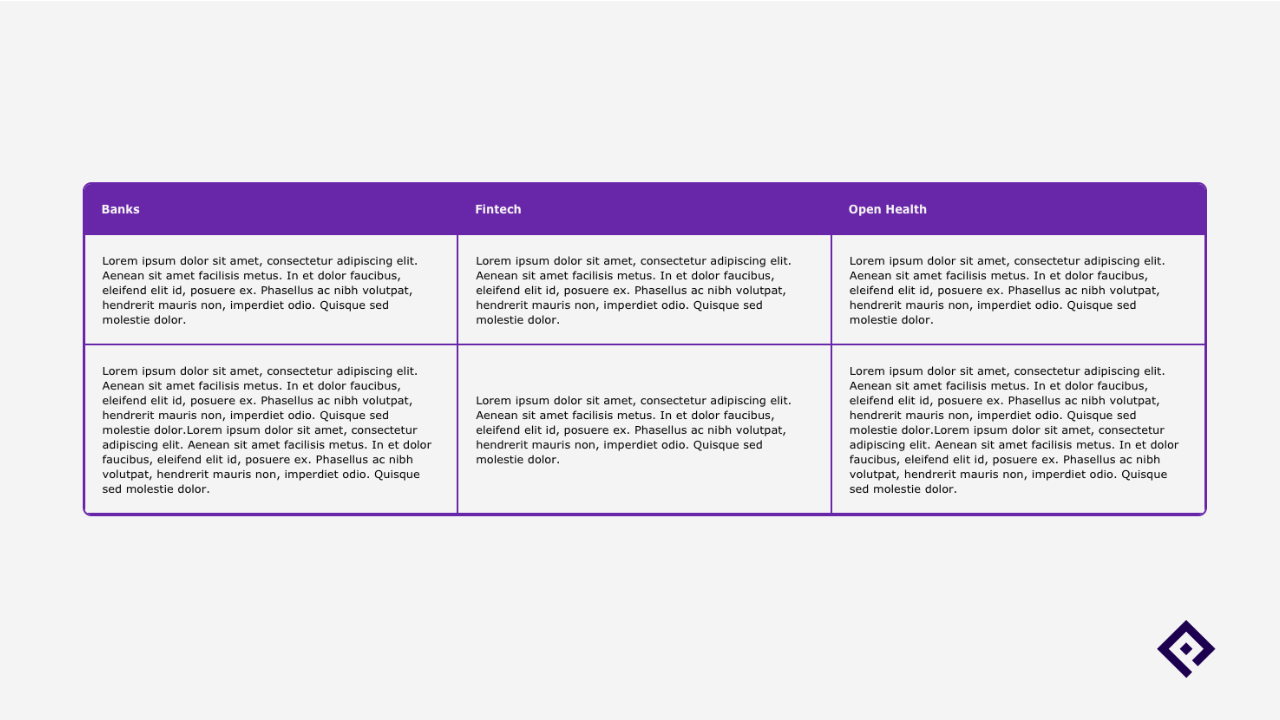 Banks
Fintech
Open Health
Lorem ipsum dolor sit amet, consectetur adipiscing elit.
Aenean sit amet facilisis metus. In et dolor faucibus,
eleifend elit id, posuere ex. Phasellus ac nibh volutpat,
hendrerit mauris non, imperdiet odio. Quisque sed
molestie dolor.
Lorem ipsum dolor sit amet, consectetur adipiscing elit.
Aenean sit amet facilisis metus. In et dolor faucibus,
eleifend elit id, posuere ex. Phasellus ac nibh volutpat,
hendrerit mauris non, imperdiet odio. Quisque sed
molestie dolor.
Lorem ipsum dolor sit amet, consectetur adipiscing elit.
Aenean sit amet facilisis metus. In et dolor faucibus,
eleifend elit id, posuere ex. Phasellus ac nibh volutpat,
hendrerit mauris non, imperdiet odio. Quisque sed
molestie dolor.
Lorem ipsum dolor sit amet, consectetur adipiscing elit.
Aenean sit amet facilisis metus. In et dolor faucibus,
eleifend elit id, posuere ex. Phasellus ac nibh volutpat,
hendrerit mauris non, imperdiet odio. Quisque sed
molestie dolor.Lorem ipsum dolor sit amet, consectetur
adipiscing elit. Aenean sit amet facilisis metus. In et dolor
faucibus, eleifend elit id, posuere ex. Phasellus ac nibh
volutpat, hendrerit mauris non, imperdiet odio. Quisque
sed molestie dolor.
Lorem ipsum dolor sit amet, consectetur adipiscing elit.
Aenean sit amet facilisis metus. In et dolor faucibus,
eleifend elit id, posuere ex. Phasellus ac nibh volutpat,
hendrerit mauris non, imperdiet odio. Quisque sed
molestie dolor.
Lorem ipsum dolor sit amet, consectetur adipiscing elit.
Aenean sit amet facilisis metus. In et dolor faucibus,
eleifend elit id, posuere ex. Phasellus ac nibh volutpat,
hendrerit mauris non, imperdiet odio. Quisque sed
molestie dolor.Lorem ipsum dolor sit amet, consectetur
adipiscing elit. Aenean sit amet facilisis metus. In et dolor
faucibus, eleifend elit id, posuere ex. Phasellus ac nibh
volutpat, hendrerit mauris non, imperdiet odio. Quisque
sed molestie dolor.